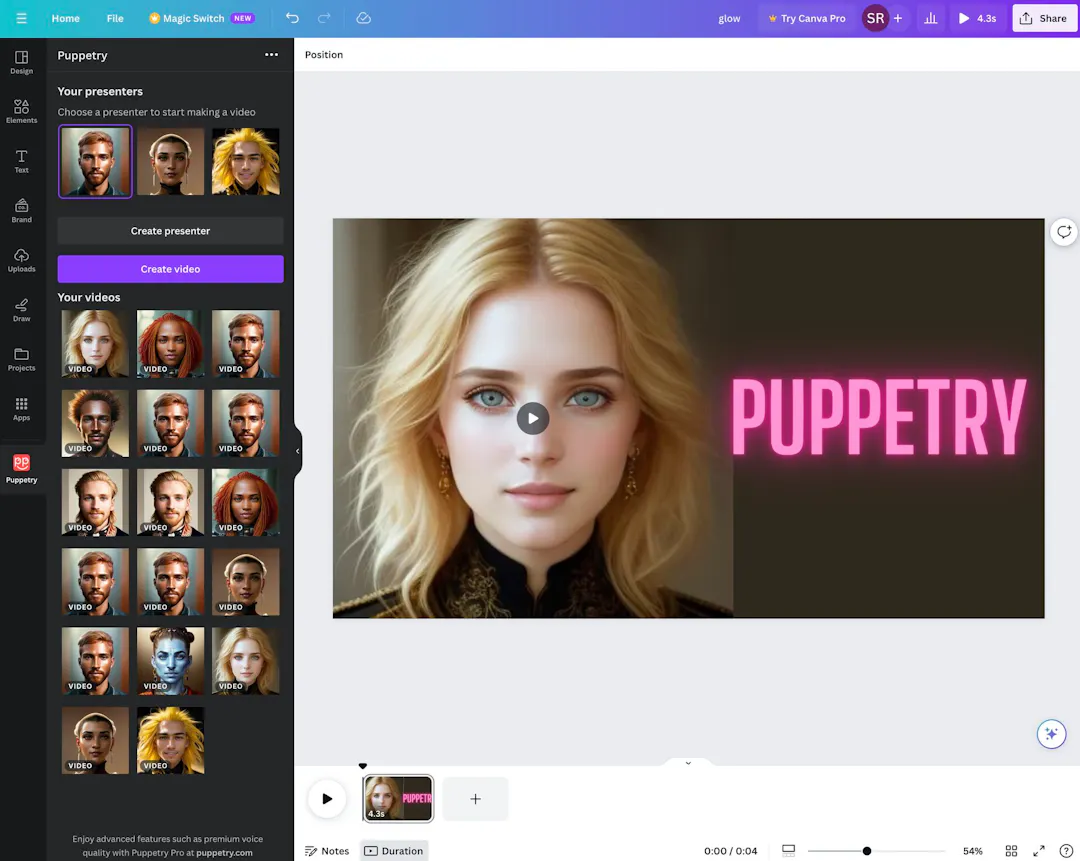 Home
File
Magic Switch NEW
glow
Try Canva Pro
SR
4.3s
Share
Design
Elements
Text
Brand
Uploads
Draw
Projects
Apps
Puppetry
Puppetry
Your presenters
Choose a presenter to start making a video
Create presenter
Create video
Your videos
VIDEO VIDEO VIDEO
VIDEO VIDEO VIDEO
VIDEO VIDEO VIDEO
VIDEO VIDEO VIDEO
VIDEO VIDEO VIDEO
VIDEO VIDEO
Enjoy advanced features such as premium voice
quality with Puppetry Pro at puppetry.com
Position
PUPPETRY
PUPPETR
4.3s
Notes
Duration
0:00 / 0:04
54%